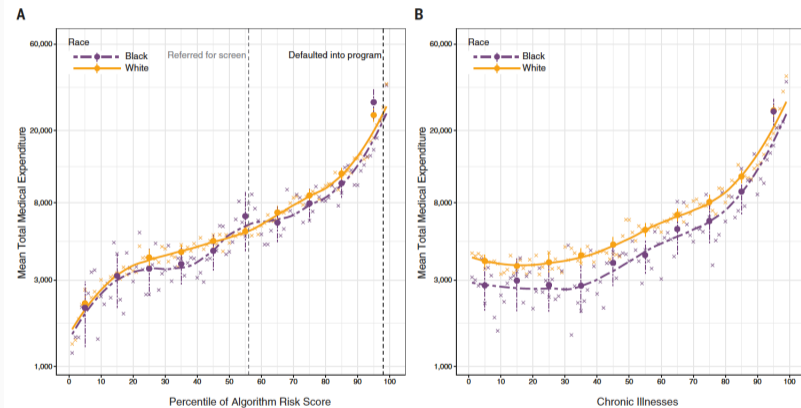 A
Mean Total Medical Expenditure
60,000
20,000
8,000
3,000
1,000
Race
Black
White
Referred for screen
Defaulted into program
0 10 20 30 40 50 60 70 80 90 100
Percentile of Algorithm Risk Score
B
Mean Total Medical Expenditure
60,000
20,000
8,000
3,000
1,000
Race
Black
White
0 10 20 30 40 50 60 70 80 90 100
Chronic Illnesses